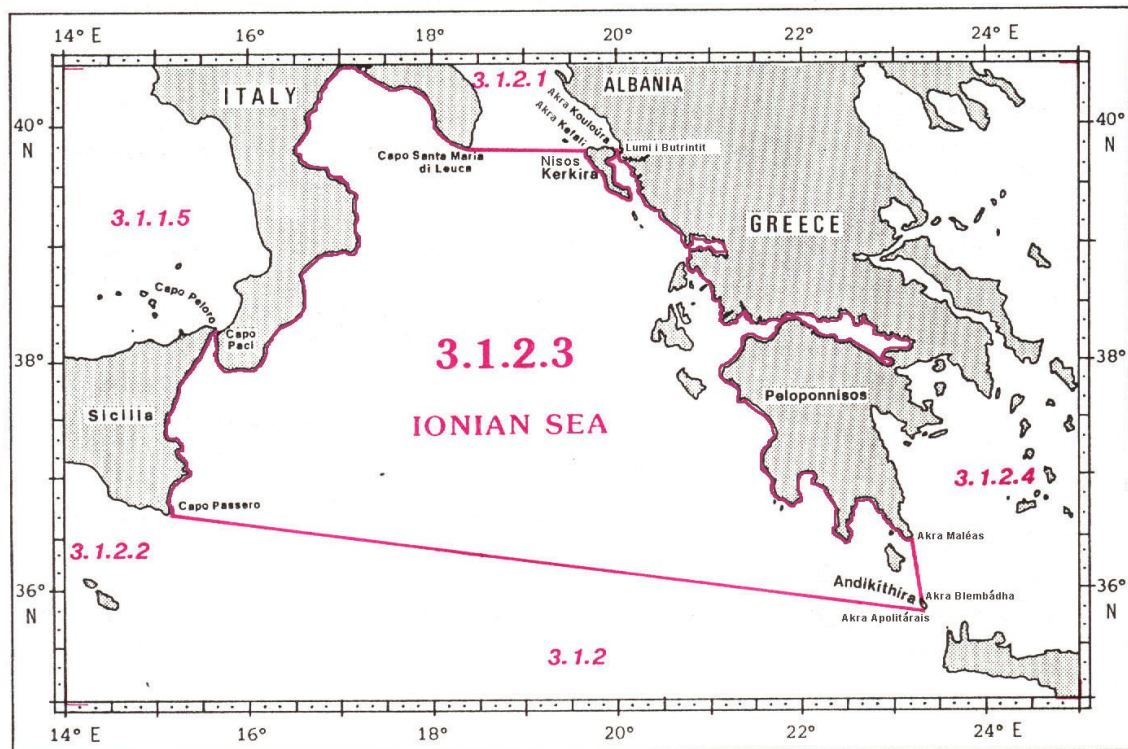 14° E 16° 18° 20° 22° 24° E
3.1.2.1
ITALY
ALBANIA
Akra Kouloúra
Akra Kefali
40°
N
40°
N
Capo Santa Maria
di Leuca
Lumi i Butrintit
Nisos
Kerkira
3.1.1.5
GREECE
Capo Peloro
Capo
Paci
38°
3.1.2.3
38°
Sicilia
IONIAN SEA
Peloponnisos
3.1.2.4
Capo Passero
Akra Maléas
3.1.2.2
36°
N
Andikithira
Akra Blembádha
36°
N
Akra Apolitárais
3.1.2
14° E 16° 18° 20° 22° 24° E